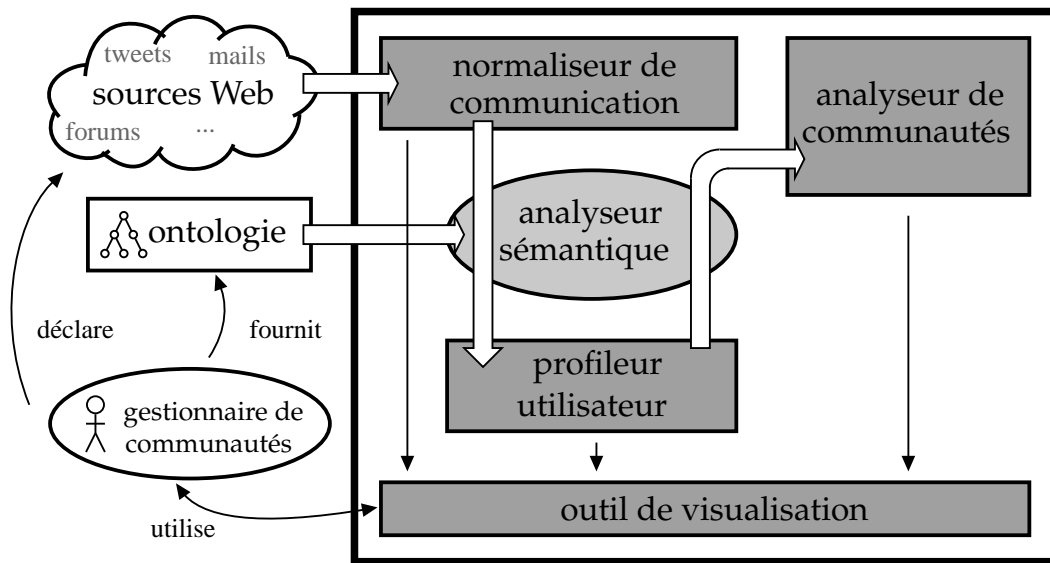 tweets mails
sources Web
forums ...
normaliseur de
communication
analyseur de
communautés
ontologie
analyseur
sémantique
déclare
fournit
profileur
utilisateur
gestionnaire de
communautés
utilise
outil de visualisation